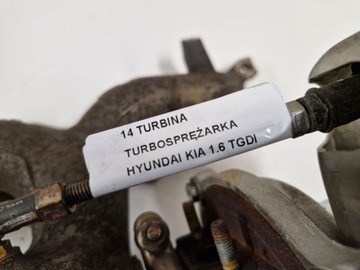 14 TURBINA
TURBOSPRĘŻARKA
HYUNDAI KIA 1.6 TGDI